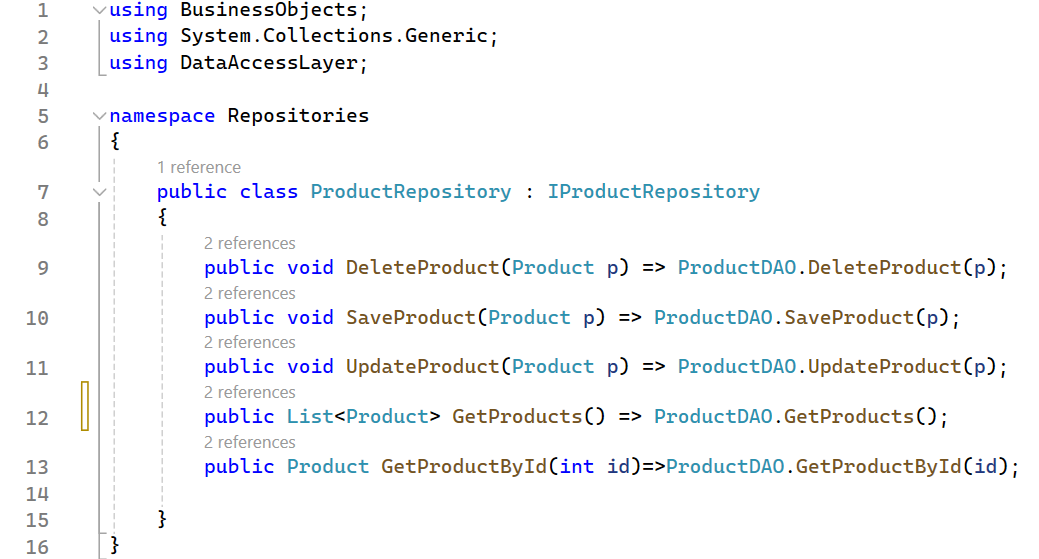 1 using BusinessObjects;
2 using System.Collections.Generic;
3 using DataAccessLayer;
4
5 namespace Repositories
6 {
1 reference
7 public class ProductRepository : IProductRepository
8 {
2 references
9 public void DeleteProduct(Product p) => ProductDAO.DeleteProduct(p);
2 references
10 public void SaveProduct(Product p) => ProductDAO.SaveProduct(p);
2 references
11 public void UpdateProduct(Product p) => ProductDAO.UpdateProduct(p);
2 references
12 public List<Product> GetProducts() => ProductDAO.GetProducts();
2 references
13 public Product GetProductById(int id)=>ProductDAO.GetProductById(id);
14
15 }
16 }